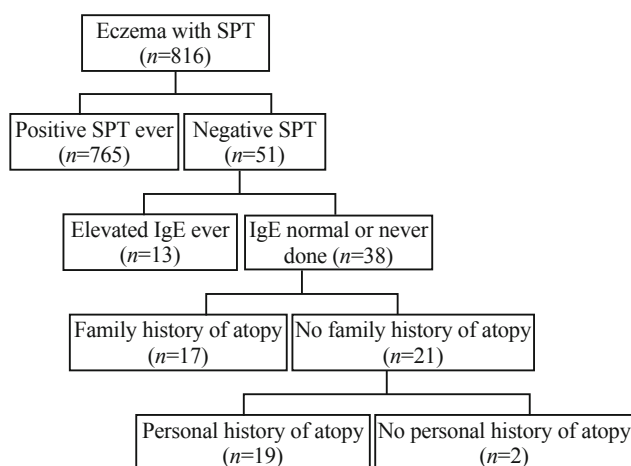 Eczema with SPT
(n=816)
Positive SPT ever
(n=765)
Negative SPT
(n=51)
Elevated IgE ever
(n=13)
IgE normal or never
done (n=38)
Family history of atopy
(n=17)
No family history of atopy
(n=21)
Personal history of atopy
(n=19)
No personal history of atopy
(n=2)